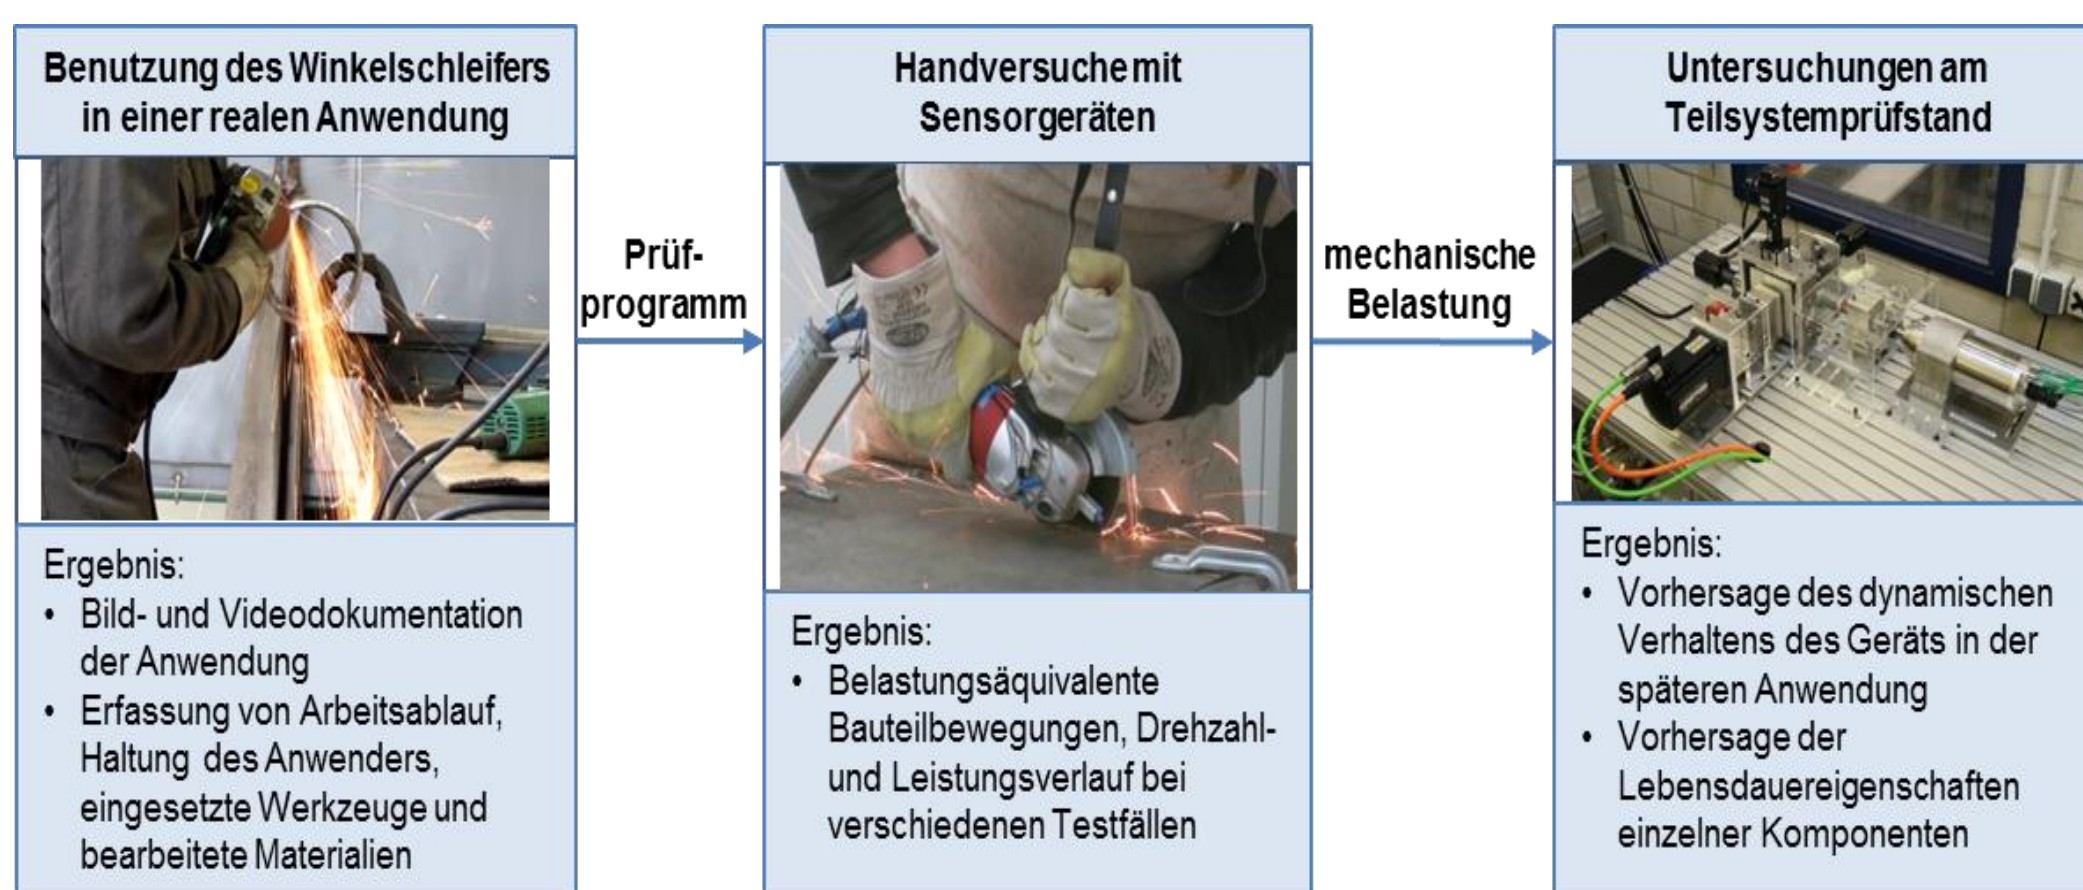 Benutzung des Winkelschleifers
in einer realen Anwendung
Ergebnis:
• Bild- und Videodokumentation
der Anwendung
• Erfassung von Arbeitsablauf,
Haltung des Anwenders,
eingesetzte Werkzeuge und
bearbeitete Materialien
Prüf-
programm
Handversuche mit
Sensorgeräten
Ergebnis:
• Belastungsäquivalente
Bauteilbewegungen, Drehzahl-
und Leistungsverlauf bei
verschiedenen Testfällen
mechanische
Belastung
Untersuchungen am
Teilsystemprüfstand
Ergebnis:
• Vorhersage des dynamischen
Verhaltens des Geräts in der
späteren Anwendung
• Vorhersage der
Lebensdauereigenschaften
einzelner Komponenten